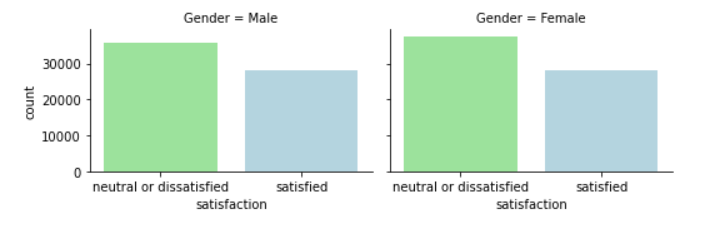 Gender = Male
Gender = Female
30000
20000
10000
0
count
neutral or dissatisfied satisfied
satisfaction
neutral or dissatisfied satisfied
satisfaction